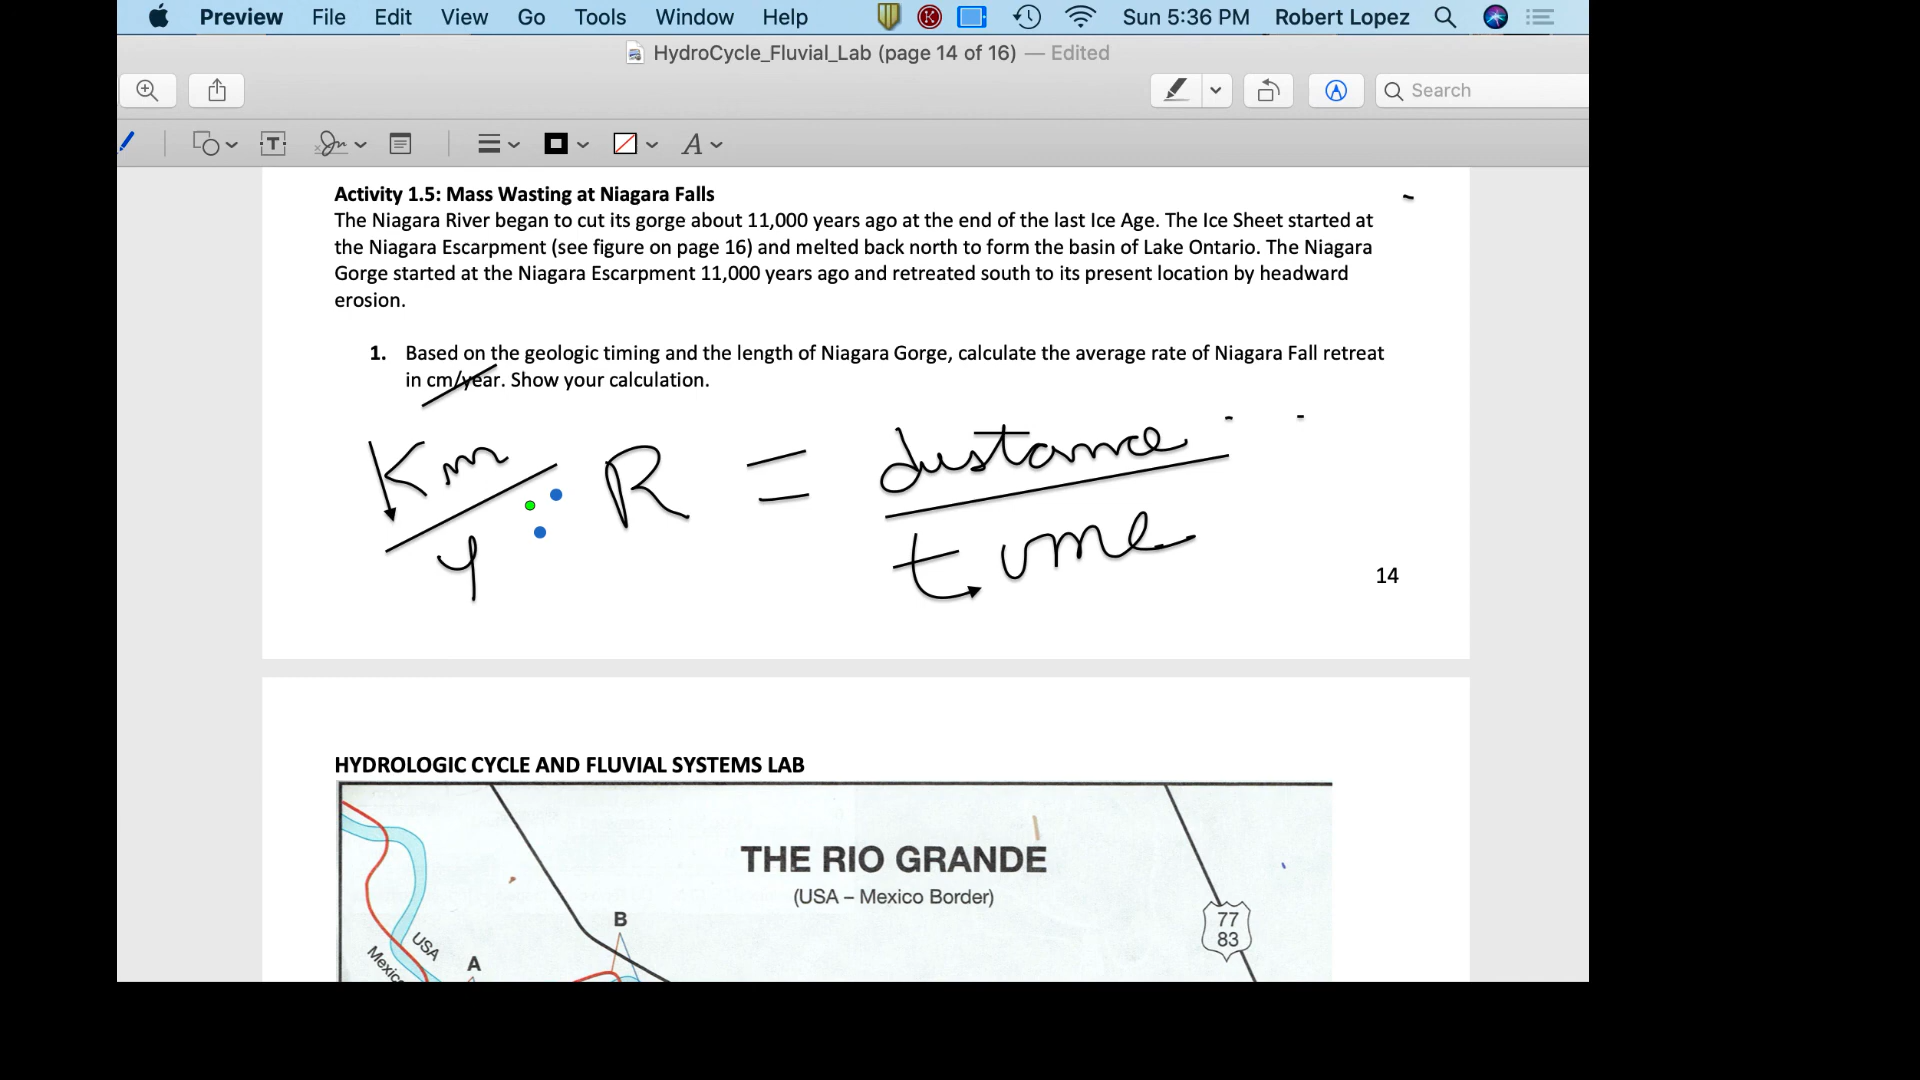 Preview File Edit View Go Tools Window Help Sun 5:36 PM Robert Lopez
HydroCycle_Fluvial_Lab (page 14 of 16) — Edited
Search
Activity 1.5: Mass Wasting at Niagara Falls
The Niagara River began to cut its gorge about 11,000 years ago at the end of the last Ice Age. The Ice Sheet started at
the Niagara Escarpment (see figure on page 16) and melted back north to form the basin of Lake Ontario. The Niagara
Gorge started at the Niagara Escarpment 11,000 years ago and retreated south to its present location by headward
erosion.
1. Based on the geologic timing and the length of Niagara Gorge, calculate the average rate of Niagara Fall retreat
in cm/year. Show your calculation.
Km/y R = distance/time
14
HYDROLOGIC CYCLE AND FLUVIAL SYSTEMS LAB
THE RIO GRANDE
(USA – Mexico Border)
77
83
B
USA
A
Mexico